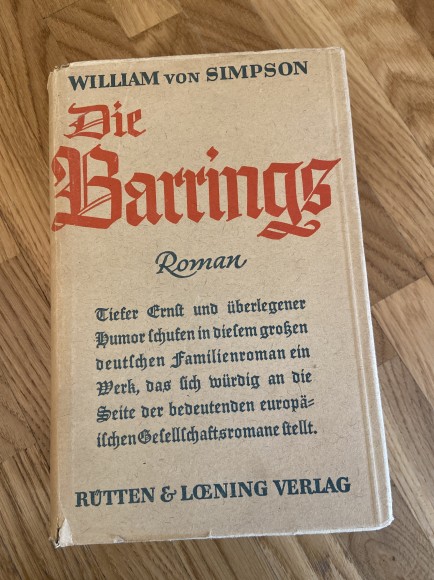 WILLIAM VON SIMPSON
Die
Barrings
Roman
Tiefer Ernst und überlegener
Humor schufen in diesem großen
deutschen Familienroman ein
Werk, das sich würdig an die
Seite der bedeutenden europä=
ischen Gesellschaftsromane stellt.
RÜTTEN & LŒNING VERLAG